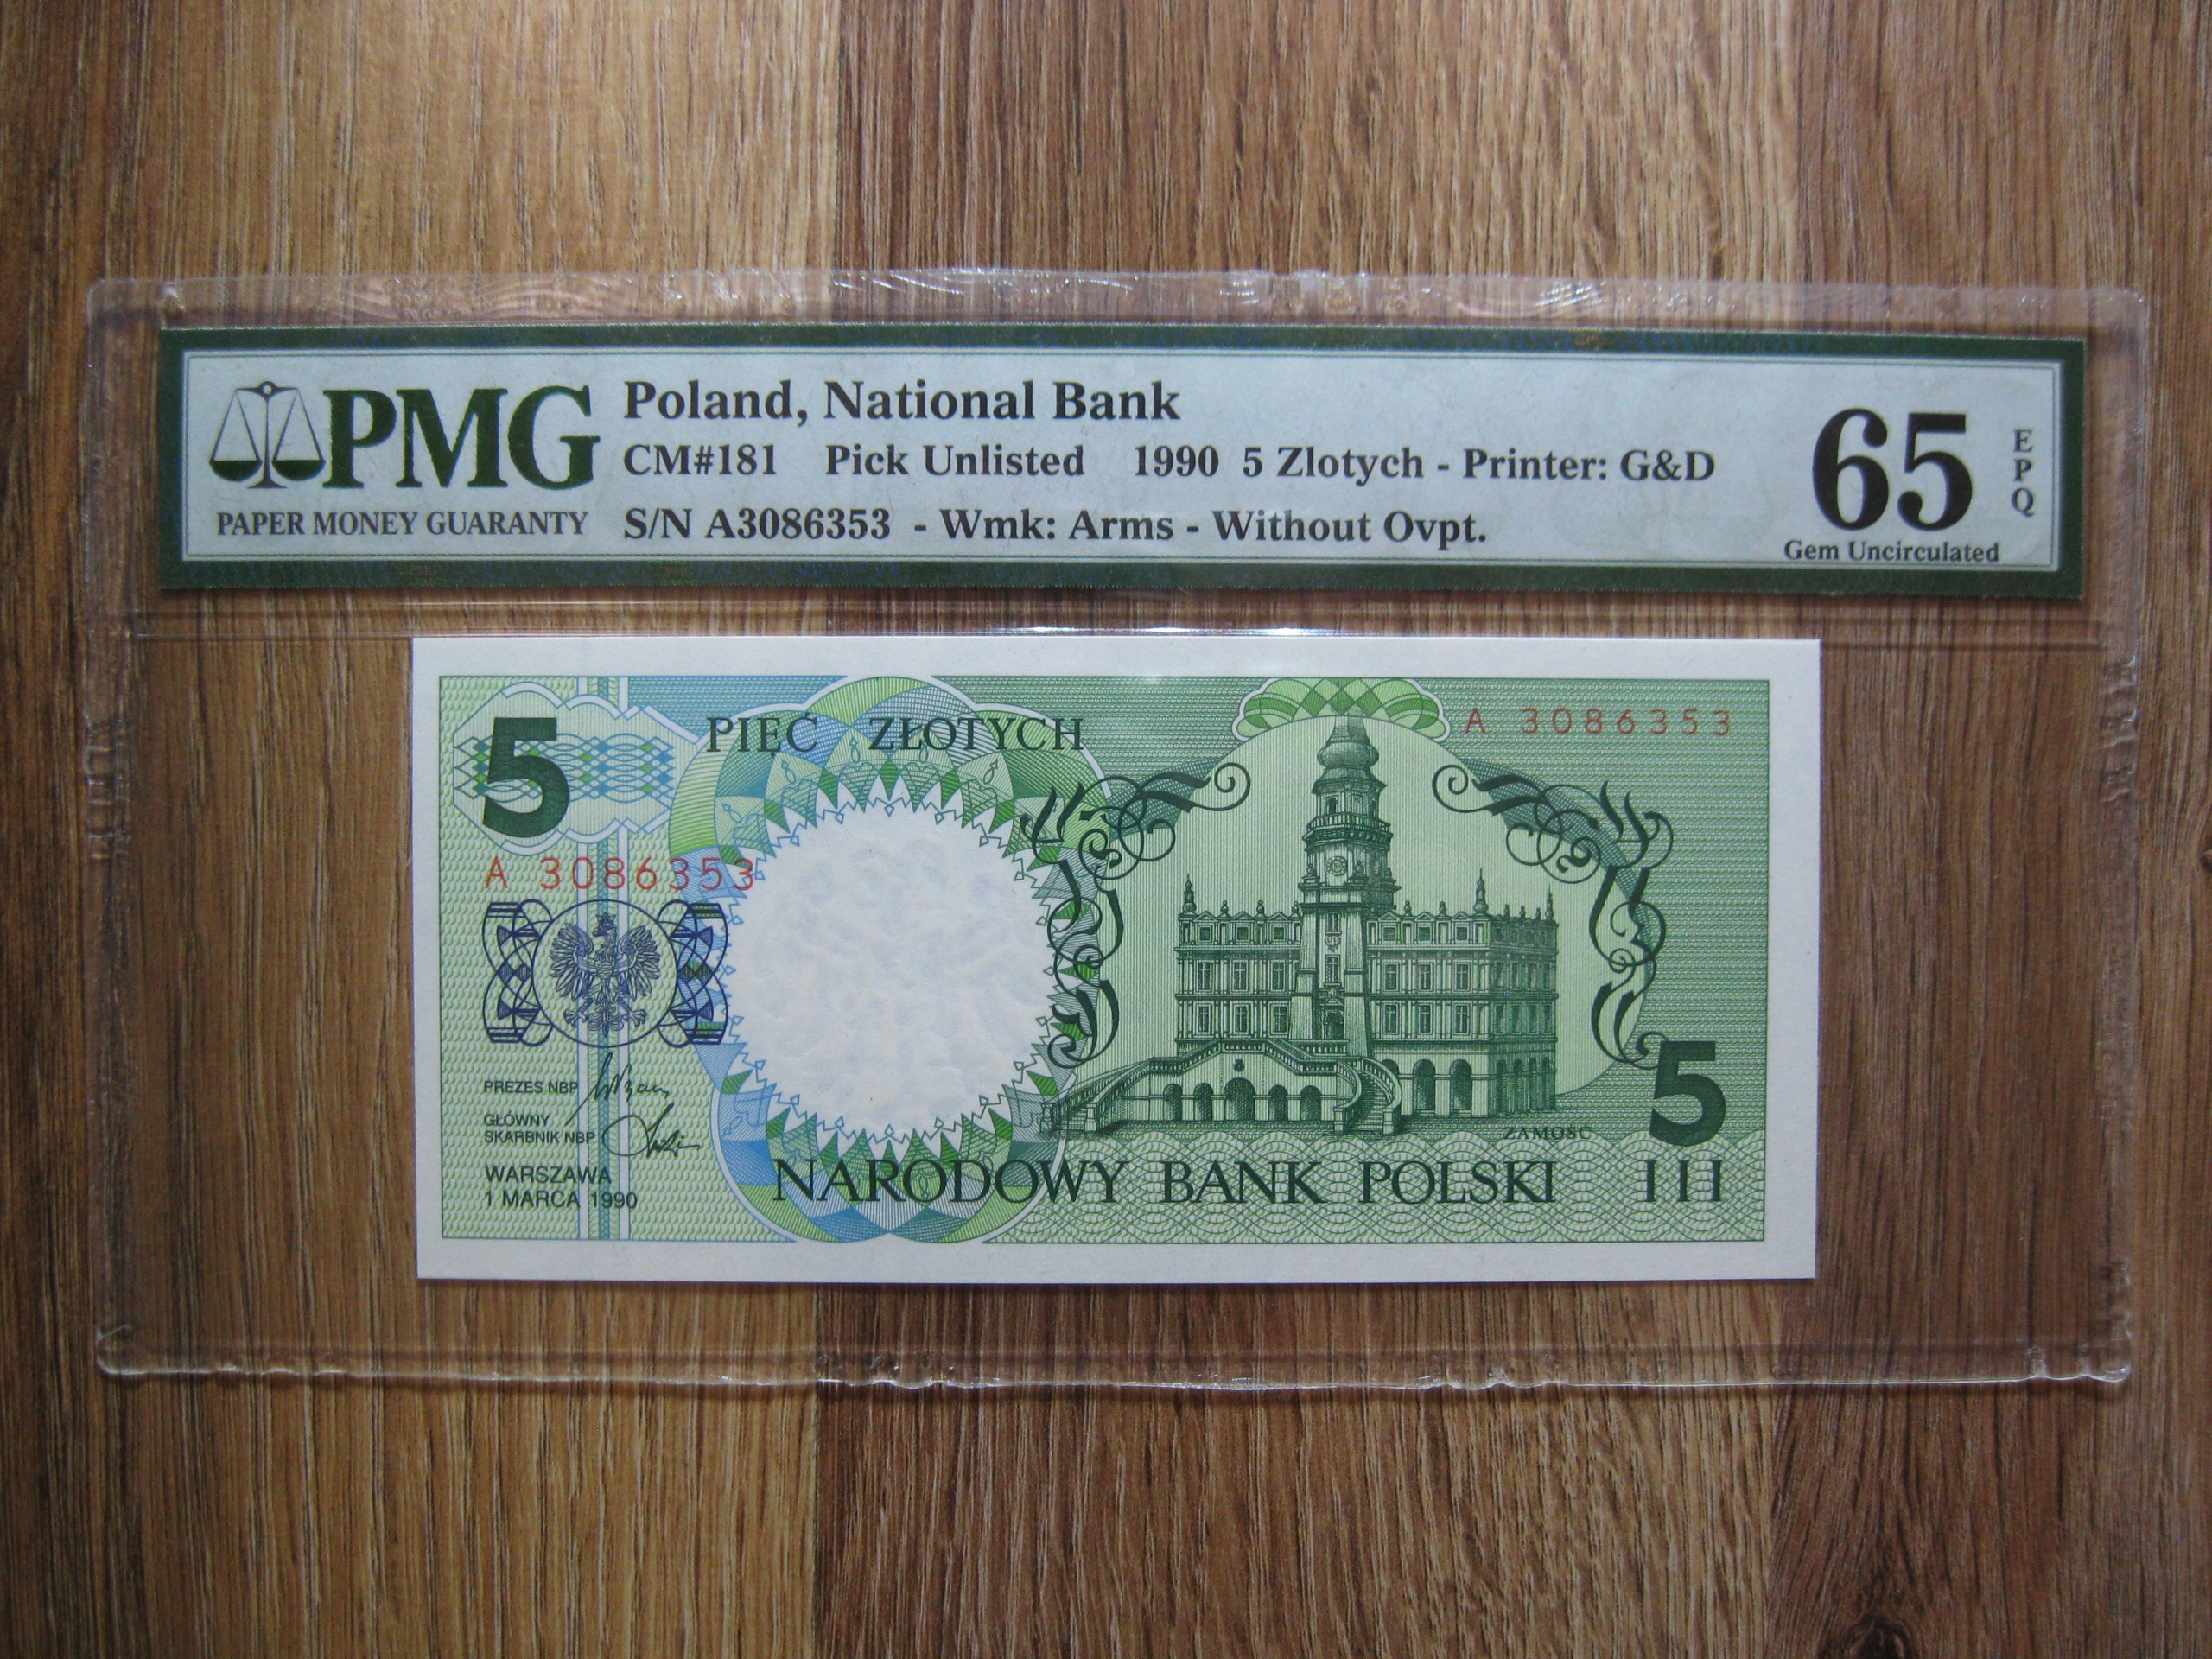 PMG
PAPER MONEY GUARANTY
Poland, National Bank
CM#181 Pick Unlisted 1990 5 Zlotych - Printer: G&D
S/N A3086353 - Wmk: Arms - Without Ovpt.
65
EPQ
Gem Uncirculated
5
PIĘĆ ZŁOTYCH
A 3086353
A 3086353
PREZES NBP
GŁÓWNY
SKARBNIK NBP
WARSZAWA
1 MARCA 1990
ZAMOŚĆ
5
NARODOWY BANK POLSKI